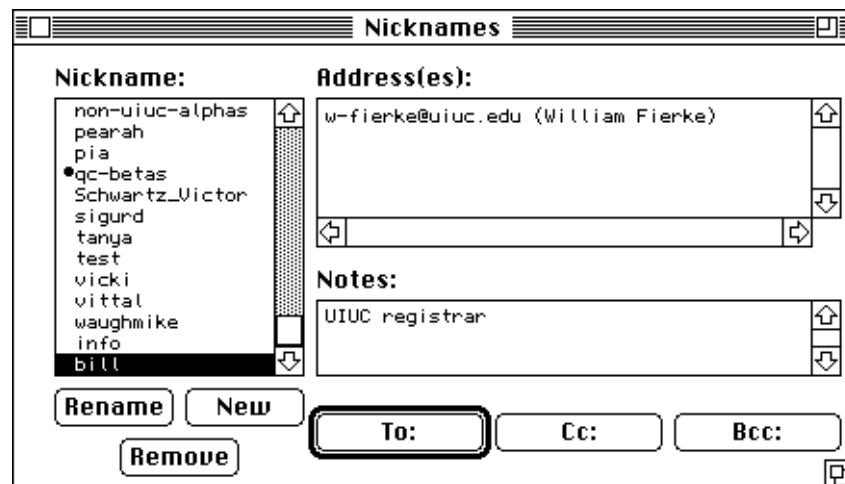 Nicknames
Nickname:
non-uiuc-alphas
pearah
pia
•qc-betas
Schwartz_Victor
sigurd
tanya
test
vicki
vittal
waughmike
info
bill
Rename
New
Remove
Address(es):
w-fierke@uiuc.edu (William Fierke)
Notes:
UIUC registrar
To:
Cc:
Bcc: